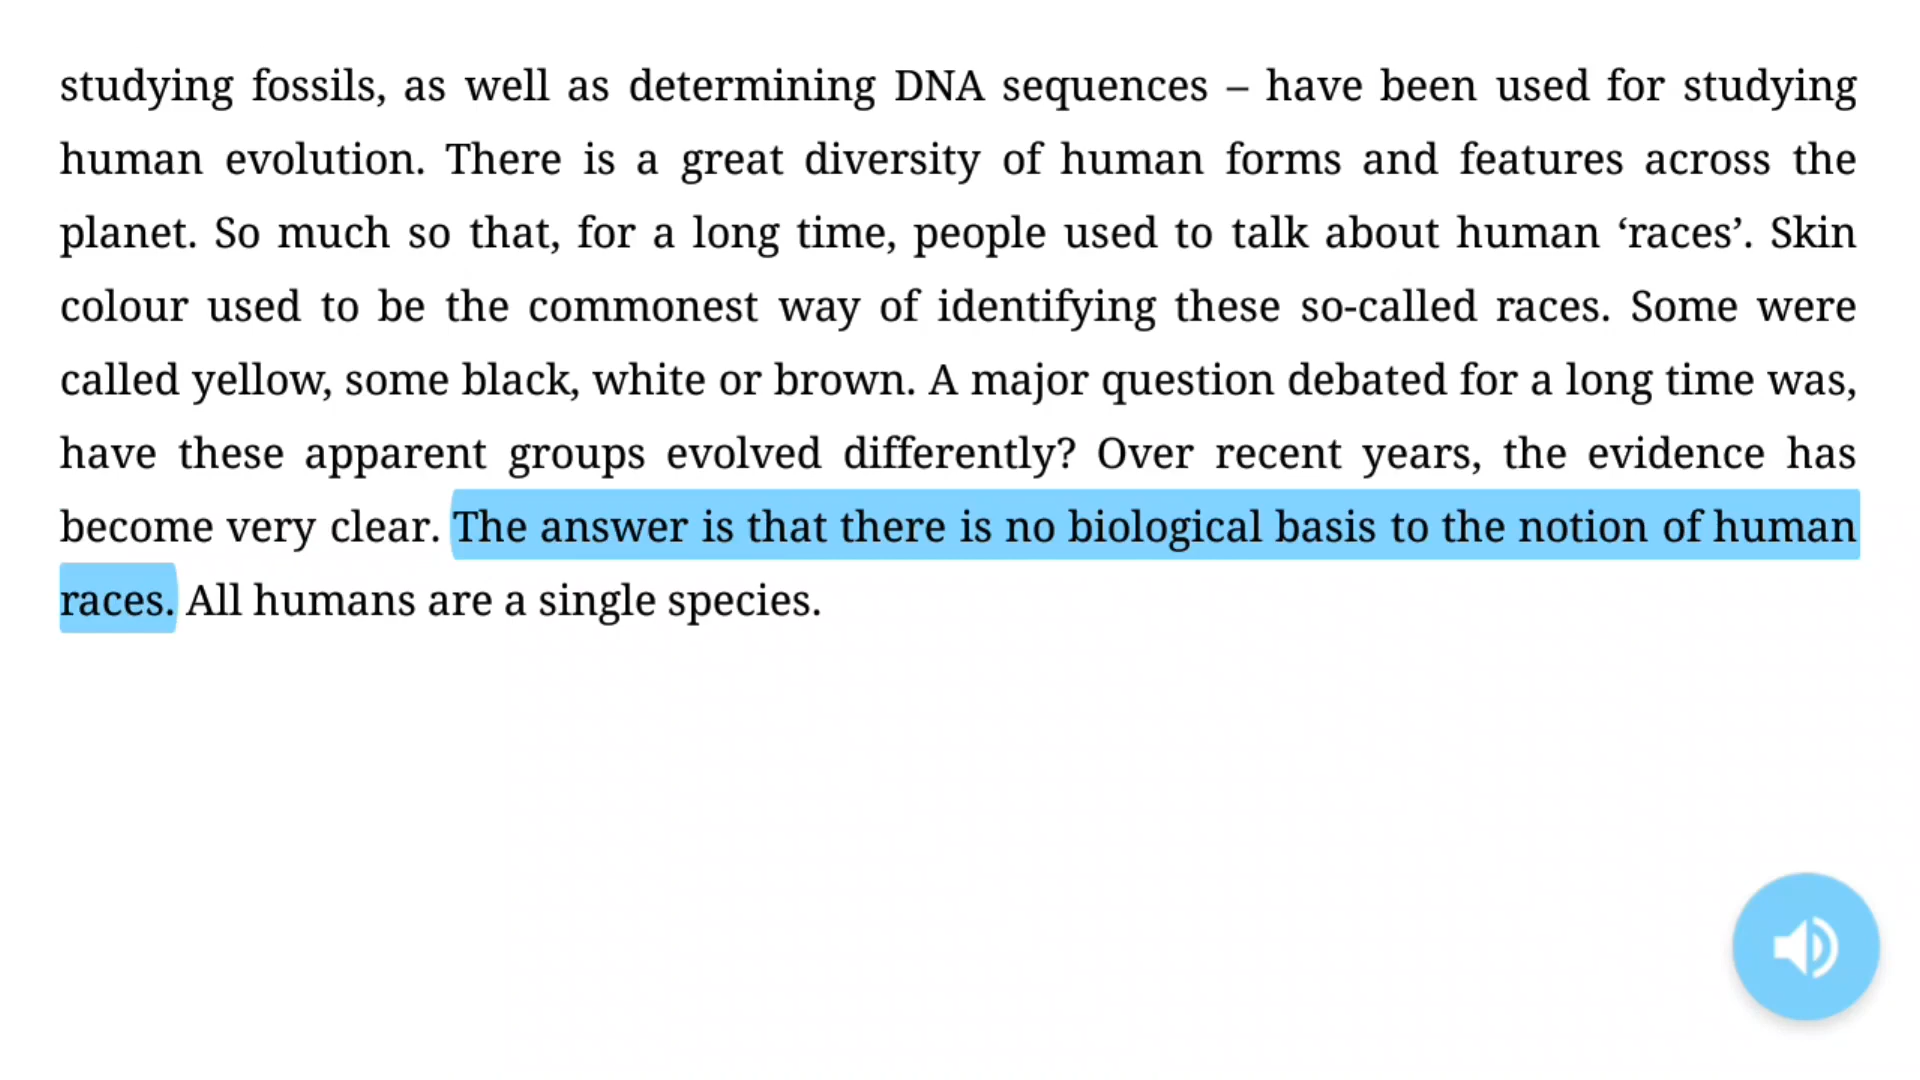 studying fossils, as well as determining DNA sequences – have been used for studying
human evolution. There is a great diversity of human forms and features across the
planet. So much so that, for a long time, people used to talk about human ‘races’. Skin
colour used to be the commonest way of identifying these so-called races. Some were
called yellow, some black, white or brown. A major question debated for a long time was,
have these apparent groups evolved differently? Over recent years, the evidence has
become very clear. The answer is that there is no biological basis to the notion of human
races. All humans are a single species.